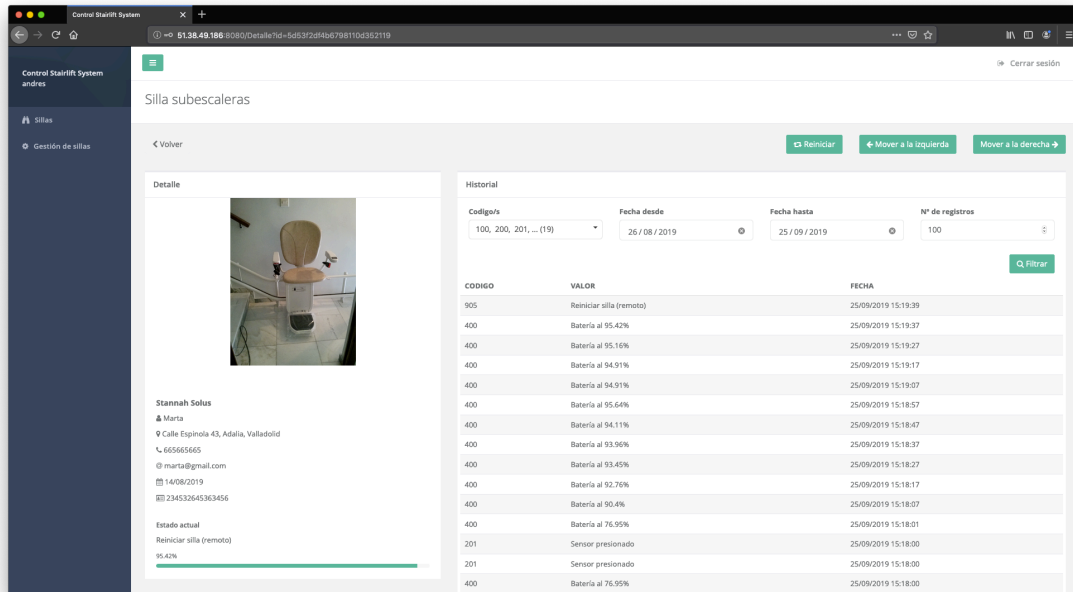 Control Stairlift System
51.38.49.186:8080/Detalle?id=5d53f2df4b6798110d352119
Control Stairlift System
andres
Cerrar sesión
Silla subescaleras
Sillas
Gestión de sillas
Volver
Reiniciar
Mover a la izquierda
Mover a la derecha
Detalle
Stannah Solus
Marta
Calle Espinola 43, Adalia, Valladolid
665665665
marta@gmail.com
14/08/2019
234532645363456
Estado actual
Reiniciar silla (remoto)
95.42%
Historial
Codigo/s Fecha desde Fecha hasta Nº de registros
100, 200, 201, ... (19) 26 / 08 / 2019 25 / 09 / 2019 100
Filtrar
CODIGO VALOR FECHA
905 Reiniciar silla (remoto) 25/09/2019 15:19:39
400 Batería al 95.42% 25/09/2019 15:19:37
400 Batería al 95.16% 25/09/2019 15:19:27
400 Batería al 94.91% 25/09/2019 15:19:17
400 Batería al 94.91% 25/09/2019 15:19:07
400 Batería al 95.64% 25/09/2019 15:18:57
400 Batería al 94.11% 25/09/2019 15:18:47
400 Batería al 93.96% 25/09/2019 15:18:37
400 Batería al 93.45% 25/09/2019 15:18:27
400 Batería al 92.76% 25/09/2019 15:18:17
400 Batería al 90.4% 25/09/2019 15:18:07
400 Batería al 76.95% 25/09/2019 15:18:01
201 Sensor presionado 25/09/2019 15:18:00
201 Sensor presionado 25/09/2019 15:18:00
400 Batería al 76.95% 25/09/2019 15:18:00